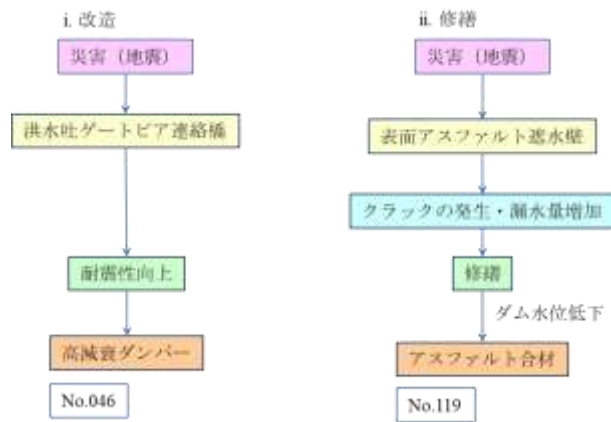 i. 改造
災害（地震）
洪水吐ゲートピア連絡橋
耐震性向上
高減衰ダンパー
No.046
ii. 修繕
災害（地震）
表面アスファルト遮水壁
クラックの発生・漏水量増加
修繕
ダム水位低下
アスファルト合材
No.119